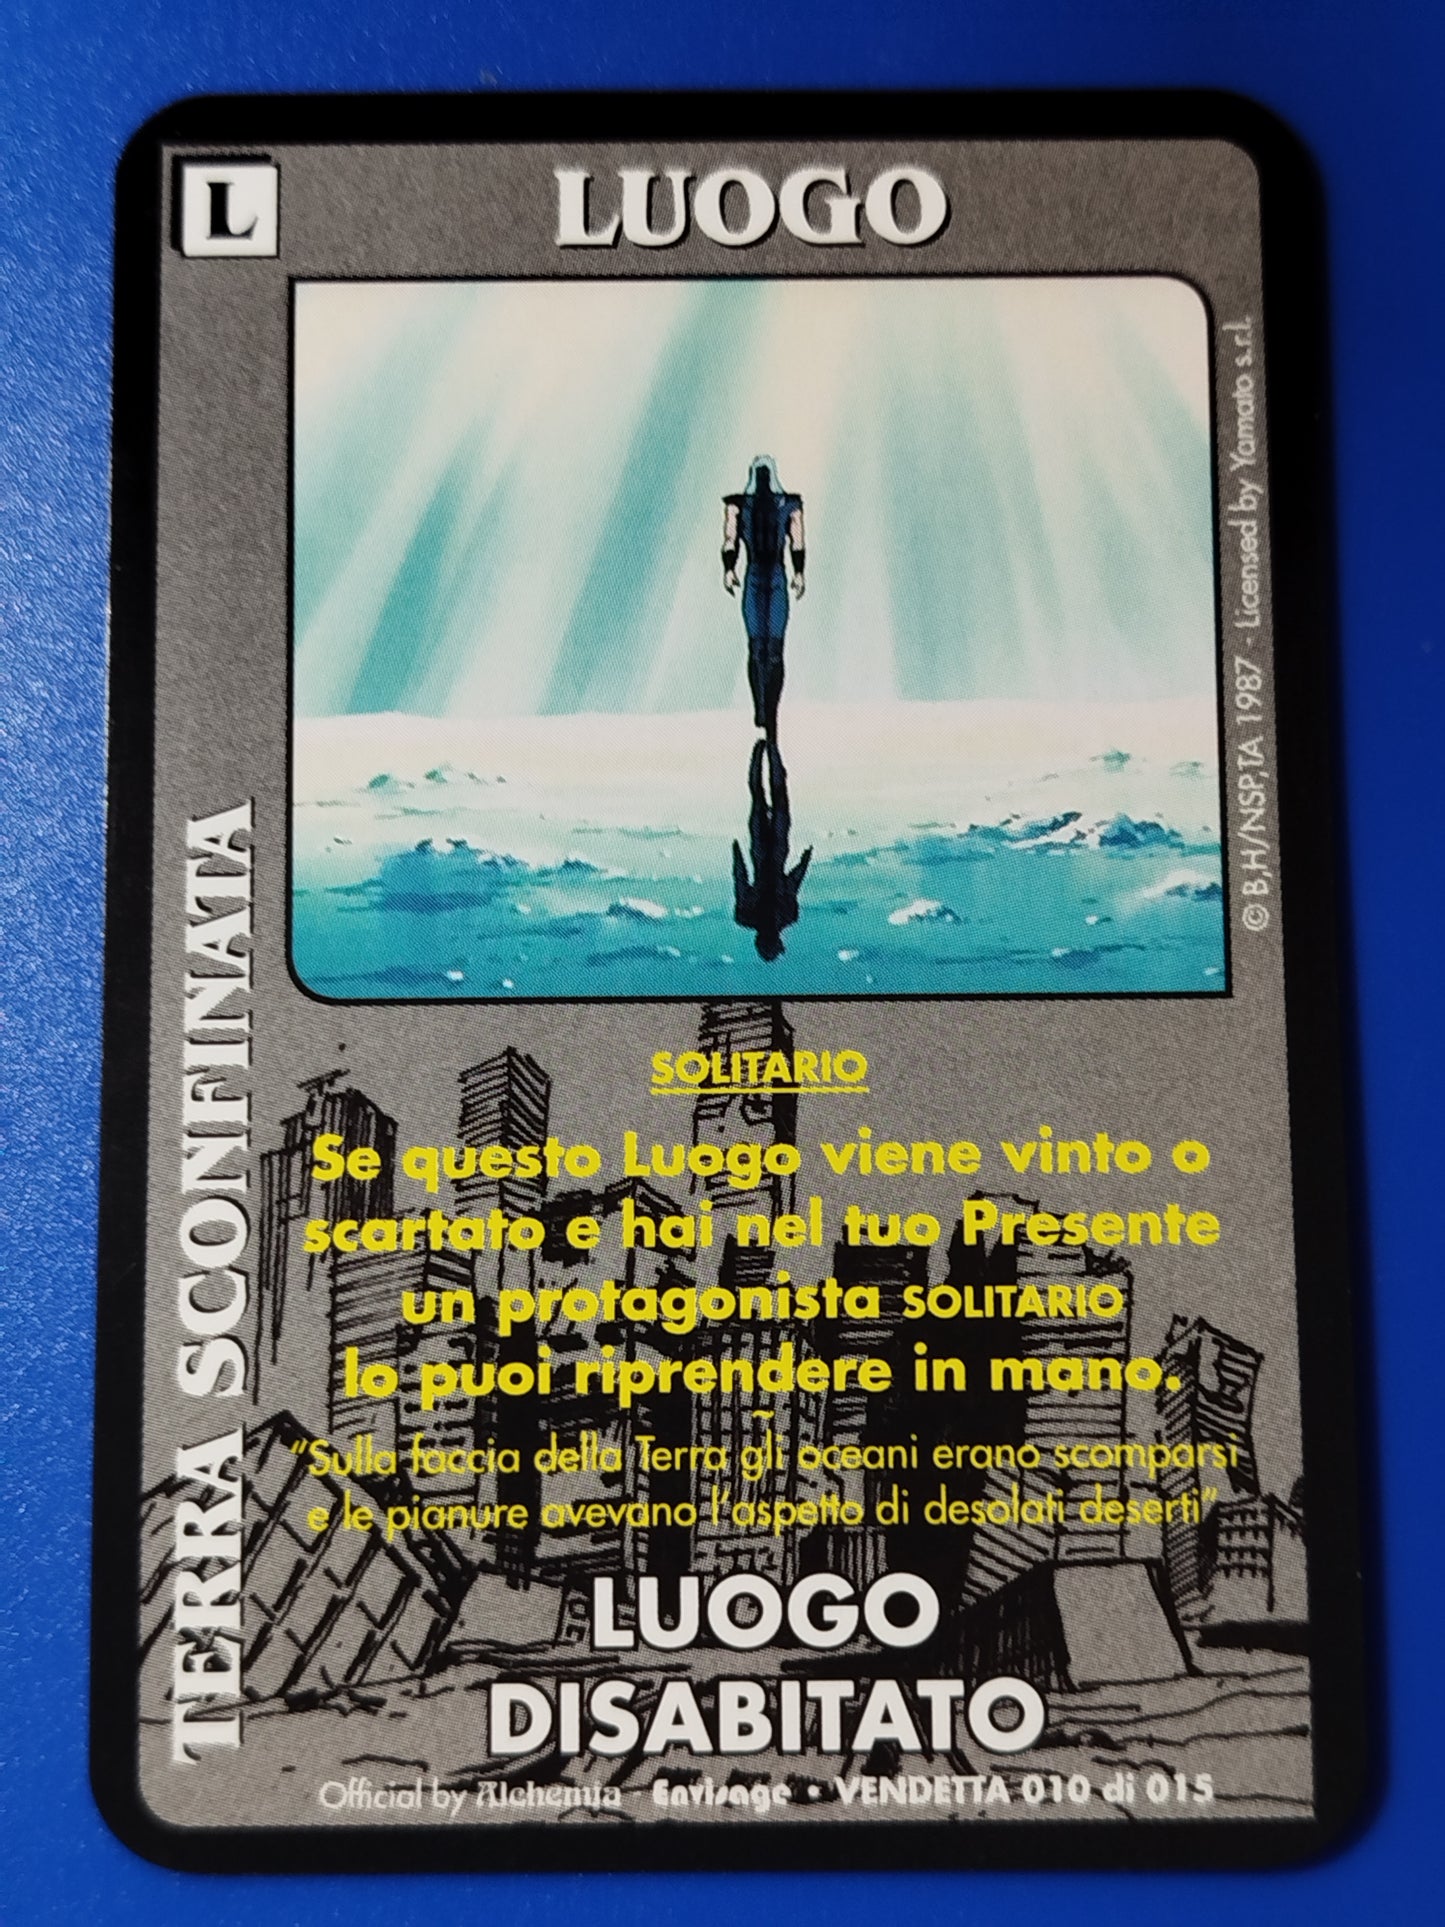 L
LUOGO
TERRA SCONFINATA
© B,H/NSP,TA 1987 - Licensed by Yamato s.r.l.
SOLITARIO
Se questo Luogo viene vinto o
scartato e hai nel tuo Presente
un protagonista SOLITARIO
lo puoi riprendere in mano.
~
“Sulla faccia della Terra gli oceani erano scomparsi
e le pianure avevano l’aspetto di desolati deserti”
LUOGO
DISABITATO
Official by Alchemia - Envisage • VENDETTA 010 di 015